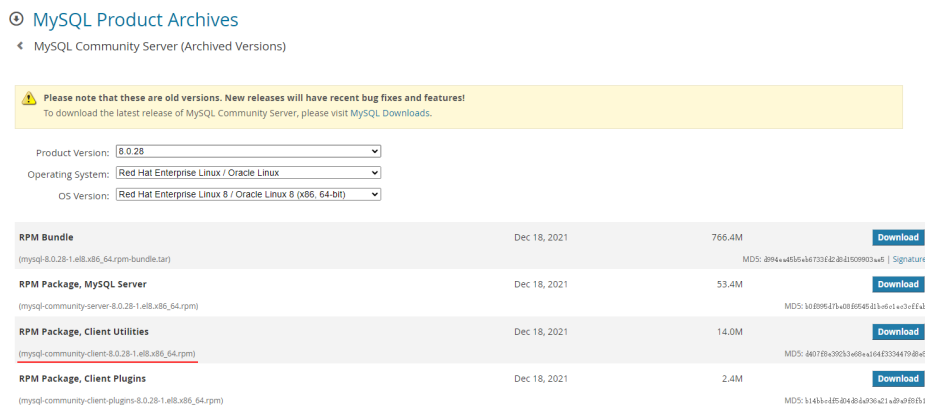 MySQL Product Archives
MySQL Community Server (Archived Versions)
Please note that these are old versions. New releases will have recent bug fixes and features!
To download the latest release of MySQL Community Server, please visit MySQL Downloads.
Product Version: 8.0.28
Operating System: Red Hat Enterprise Linux / Oracle Linux
OS Version: Red Hat Enterprise Linux 8 / Oracle Linux 8 (x86, 64-bit)
RPM Bundle Dec 18, 2021 766.4M Download
(mysql-8.0.28-1.el8.x86_64.rpm-bundle.tar) MD5: | Signature
RPM Package, MySQL Server Dec 18, 2021 53.4M Download
(mysql-community-server-8.0.28-1.el8.x86_64.rpm) MD5:
RPM Package, Client Utilities Dec 18, 2021 14.0M Download
(mysql-community-client-8.0.28-1.el8.x86_64.rpm) MD5:
RPM Package, Client Plugins Dec 18, 2021 2.4M Download
(mysql-community-client-plugins-8.0.28-1.el8.x86_64.rpm) MD5: